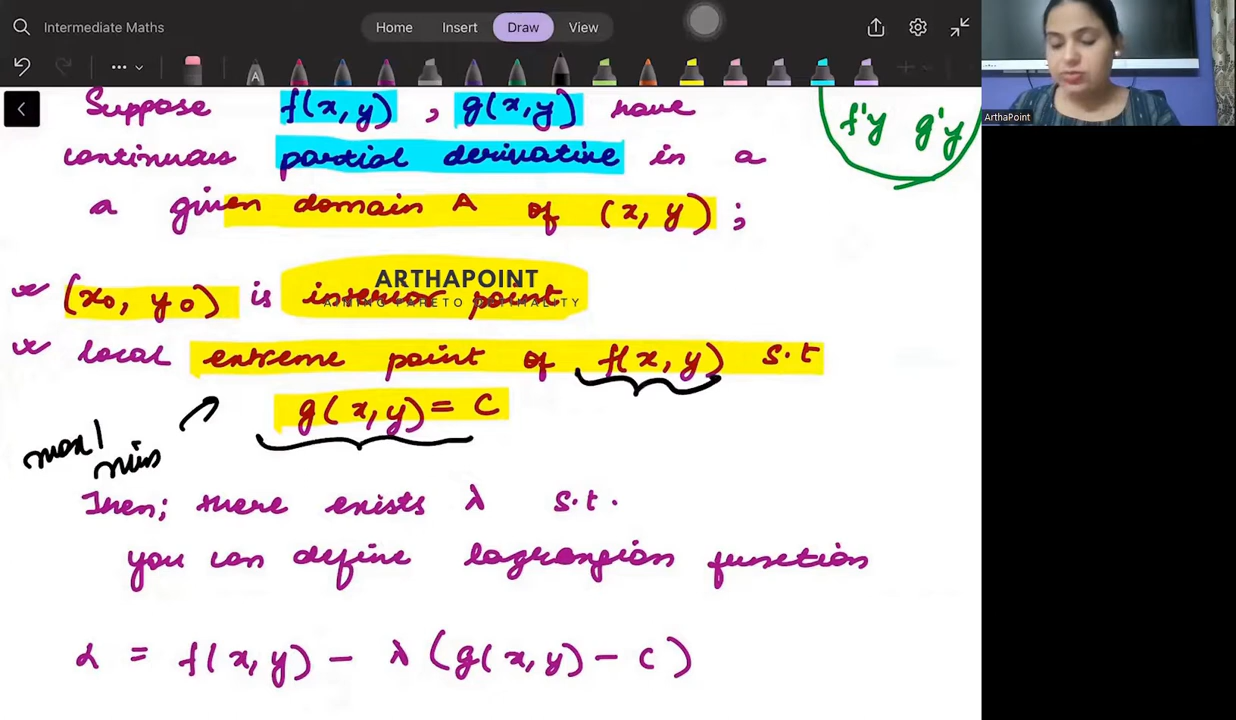 Intermediate Maths
Home Insert Draw View
Suppose f(x,y) , g(x,y) have
continuous partial derivative in a
a given domain A of (x, y) ;
f'y g'y
ArthaPoint
ARTHAPOINT
(x0, y0) is interior point
local extreme point of f(x,y) s.t
g(x,y) = C
max/
min
Then; there exists λ s.t.
you can define lagrangian function
L = f(x,y) - λ (g(x,y) - C)